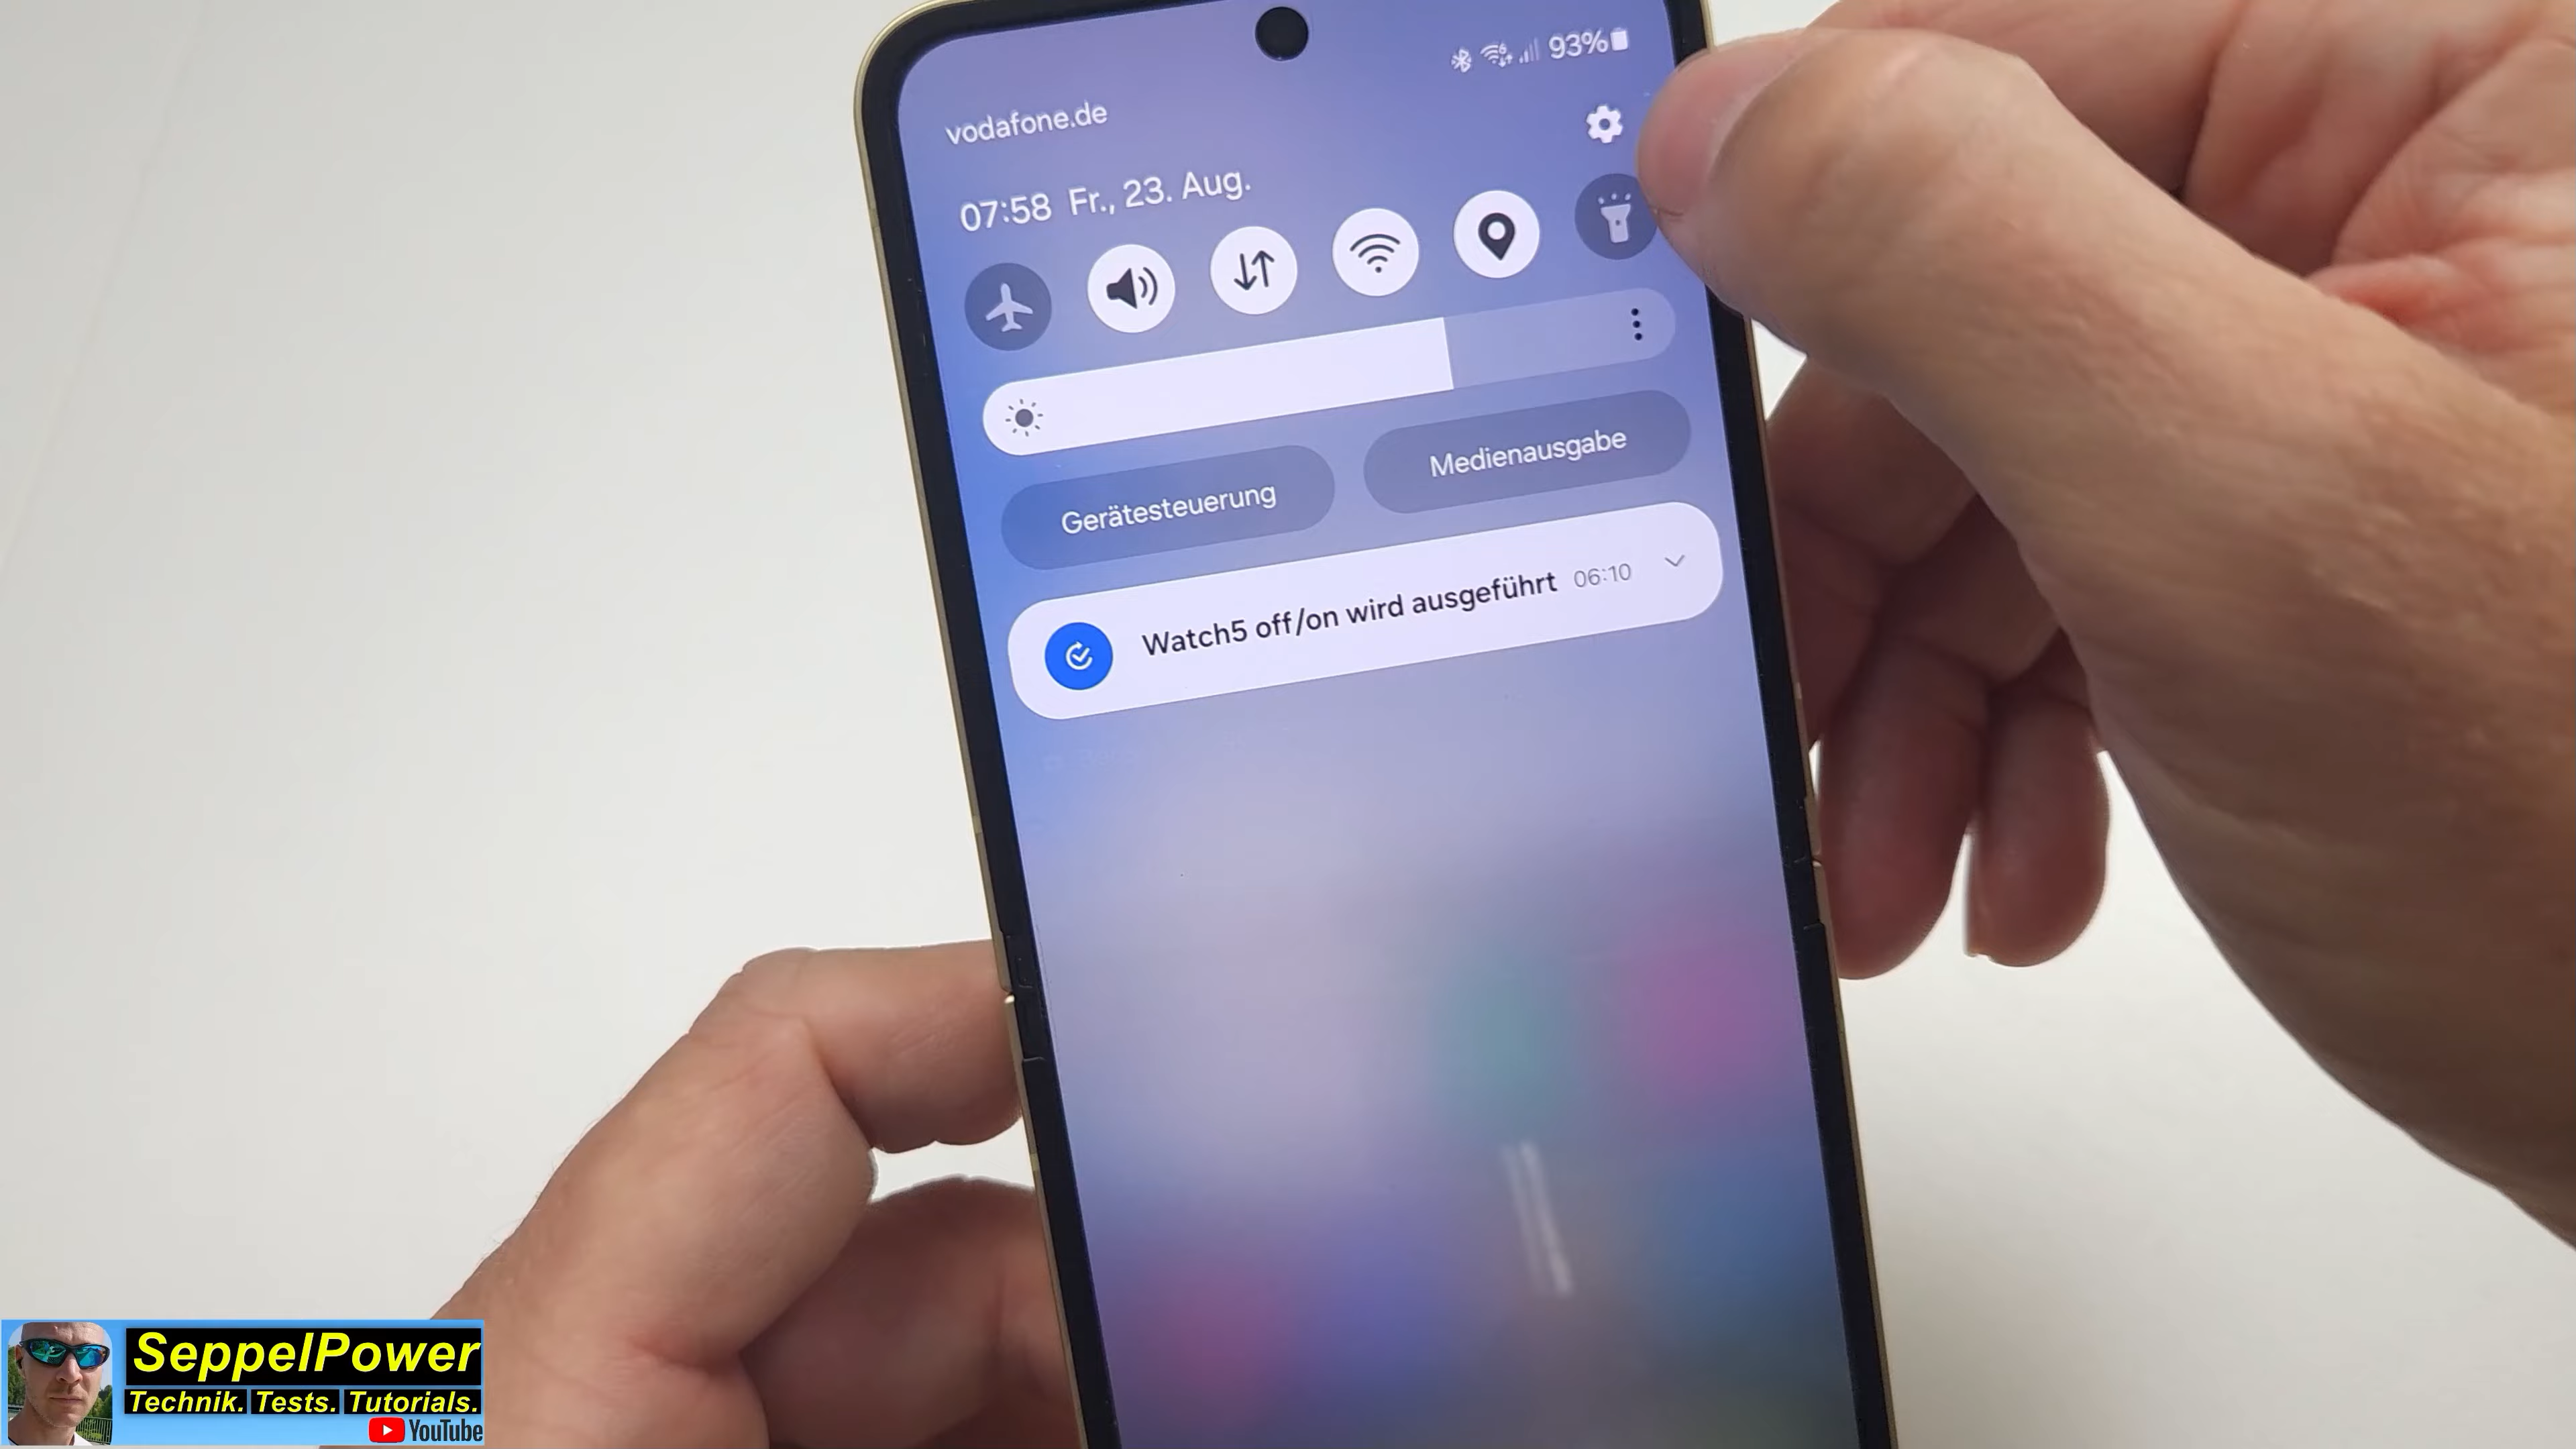 93%
vodafone.de
07:58 Fr., 23. Aug.
Gerätesteuerung
Medienausgabe
Watch5 off/on wird ausgeführt 06:10
SeppelPower
Technik. Tests. Tutorials.
YouTube